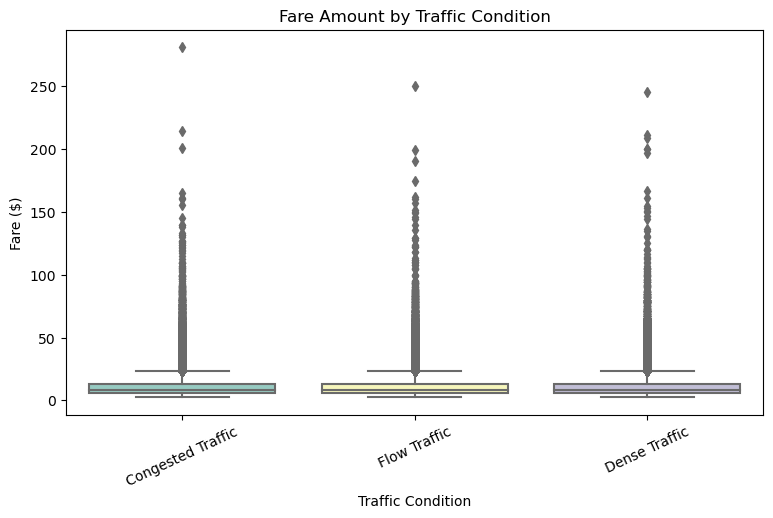 Fare Amount by Traffic Condition
Fare ($)
250
200
150
100
50
0
Congested Traffic
Flow Traffic
Dense Traffic
Traffic Condition